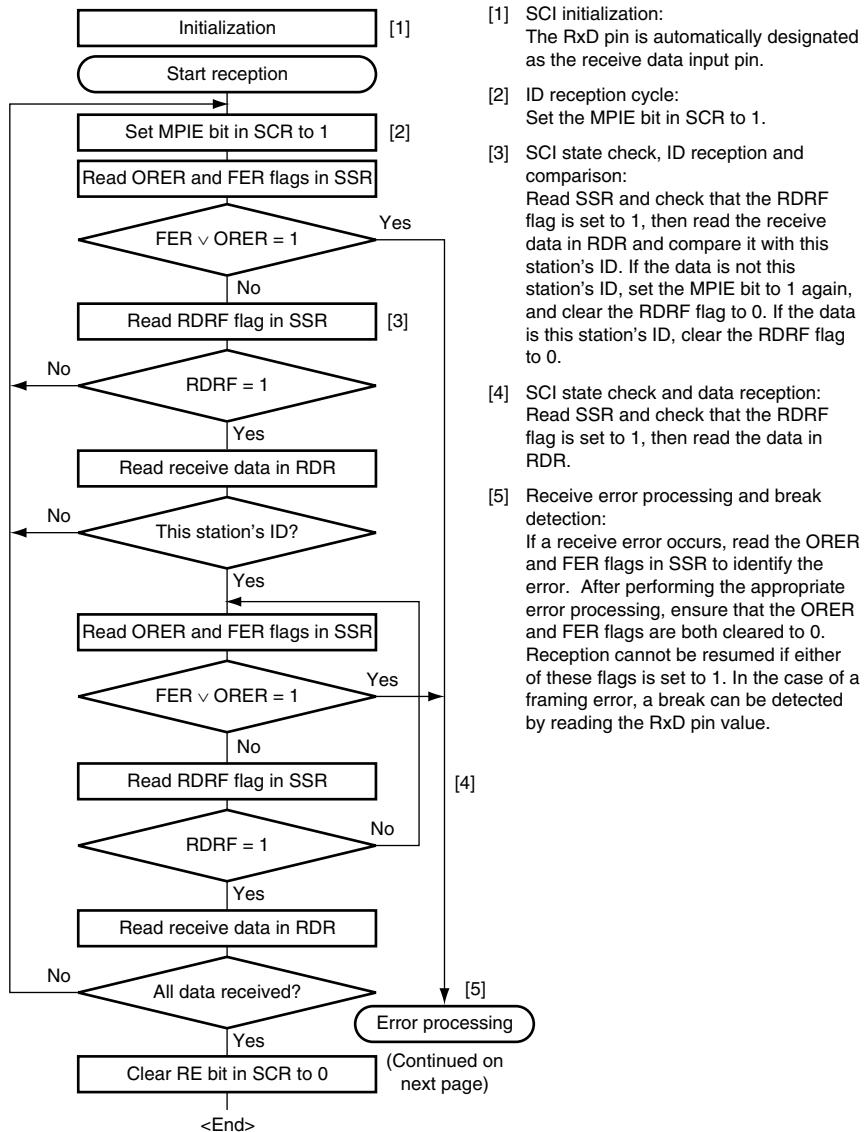 Initialization
[1]
Start reception
Set MPIE bit in SCR to 1
[2]
Read ORER and FER flags in SSR
FER ∨ ORER = 1
Yes
No
Read RDRF flag in SSR
[3]
No
RDRF = 1
Yes
Read receive data in RDR
No
This station's ID?
Yes
Read ORER and FER flags in SSR
FER ∨ ORER = 1
Yes
No
Read RDRF flag in SSR
[4]
RDRF = 1
No
Yes
Read receive data in RDR
No
All data received?
[5]
Error processing
Yes
(Continued on
next page)
Clear RE bit in SCR to 0
<End>
[1] SCI initialization:
The RxD pin is automatically designated
as the receive data input pin.
[2] ID reception cycle:
Set the MPIE bit in SCR to 1.
[3] SCI state check, ID reception and
comparison:
Read SSR and check that the RDRF
flag is set to 1, then read the receive
data in RDR and compare it with this
station's ID. If the data is not this
station's ID, set the MPIE bit to 1 again,
and clear the RDRF flag to 0. If the data
is this station's ID, clear the RDRF flag
to 0.
[4] SCI state check and data reception:
Read SSR and check that the RDRF
flag is set to 1, then read the data in
RDR.
[5] Receive error processing and break
detection:
If a receive error occurs, read the ORER
and FER flags in SSR to identify the
error. After performing the appropriate
error processing, ensure that the ORER
and FER flags are both cleared to 0.
Reception cannot be resumed if either
of these flags is set to 1. In the case of a
framing error, a break can be detected
by reading the RxD pin value.